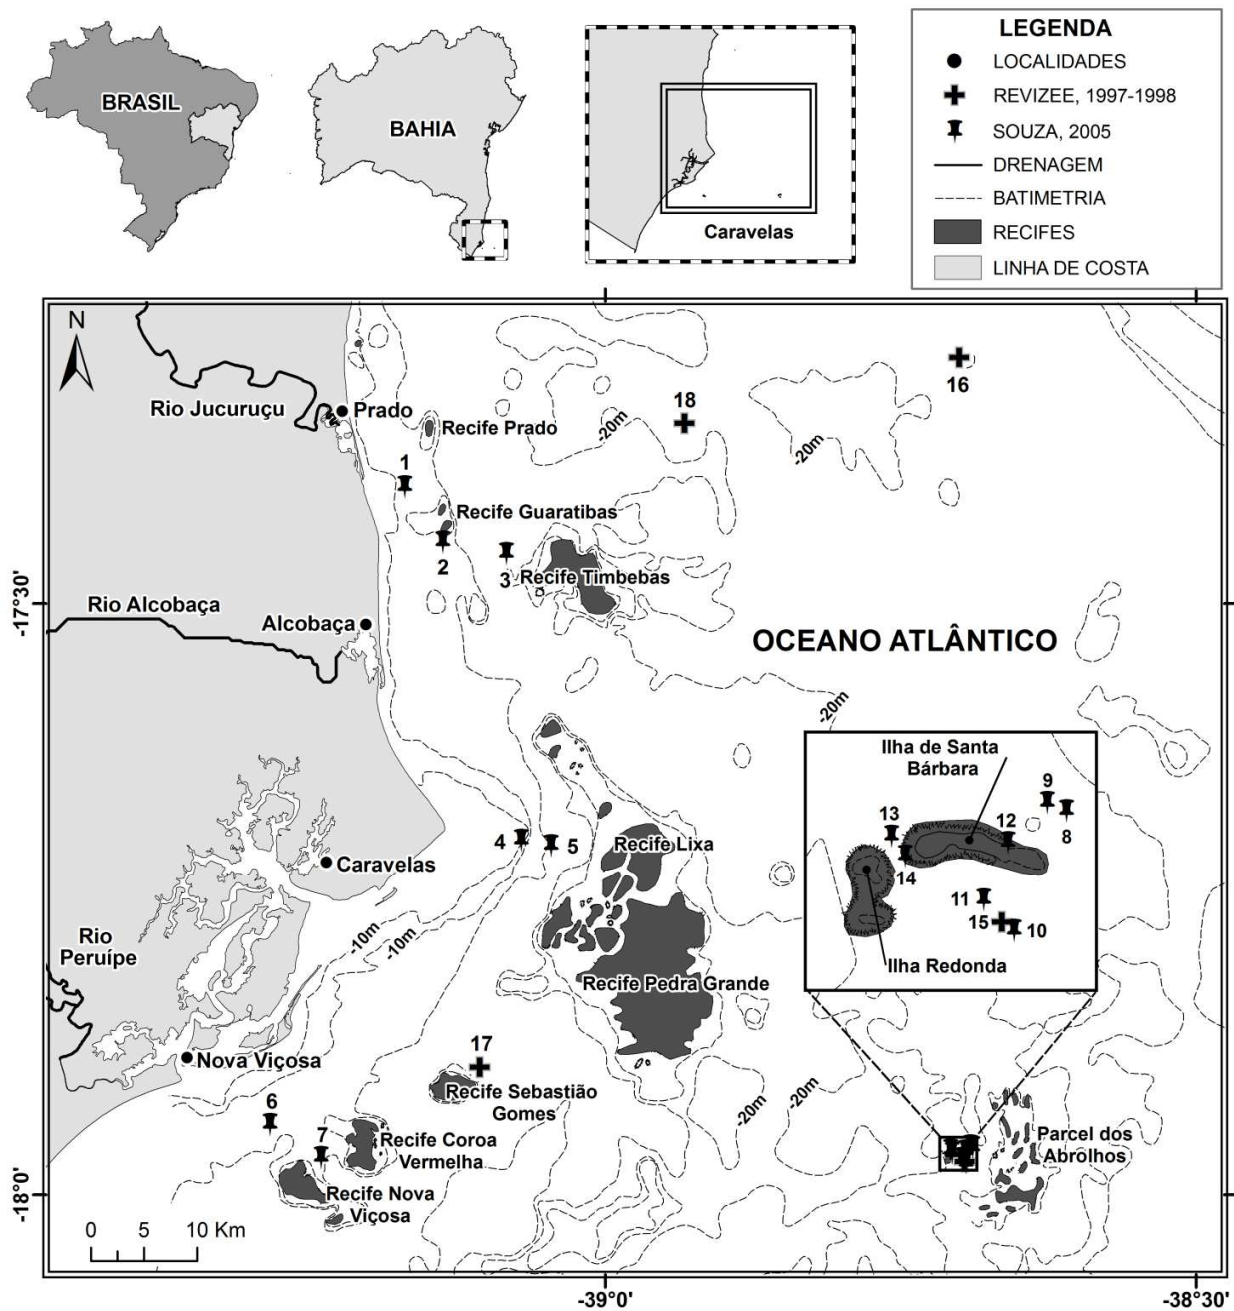 BRASIL
BAHIA
Caravelas
LEGENDA
LOCALIDADES
REVIZEE, 1997-1998
SOUZA, 2005
DRENAGEM
BATIMETRIA
RECIFES
LINHA DE COSTA
N
Rio Jucuruçu
Prado
Recife Prado
18
16
-20m
-20m
1
Recife Guaratibas
2
3
Recife Timbebas
-17°30'
Rio Alcobaça
Alcobaça
OCEANO ATLÂNTICO
-20m
Ilha de Santa
Bárbara
9
8
13
12
14
11
15
10
Ilha Redonda
4
5
Recife Lixa
Caravelas
-10m
-10m
Rio
Peruípe
Recife Pedra Grande
Nova Viçosa
17
Recife Sebastião
Gomes
-20m
-20m
6
7
Recife Coroa
Vermelha
Parcel dos
Abrolhos
Recife Nova
Viçosa
-18°0'
0 5 10 Km
-39°0'
-38°30'